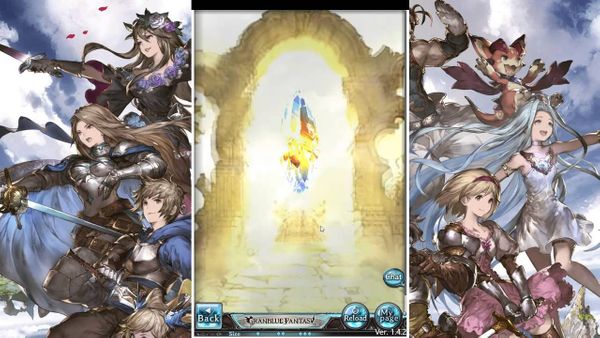 Chat
Back
GRANBLUE FANTASY
Reload
My page
Size
Ver. 1.4.2